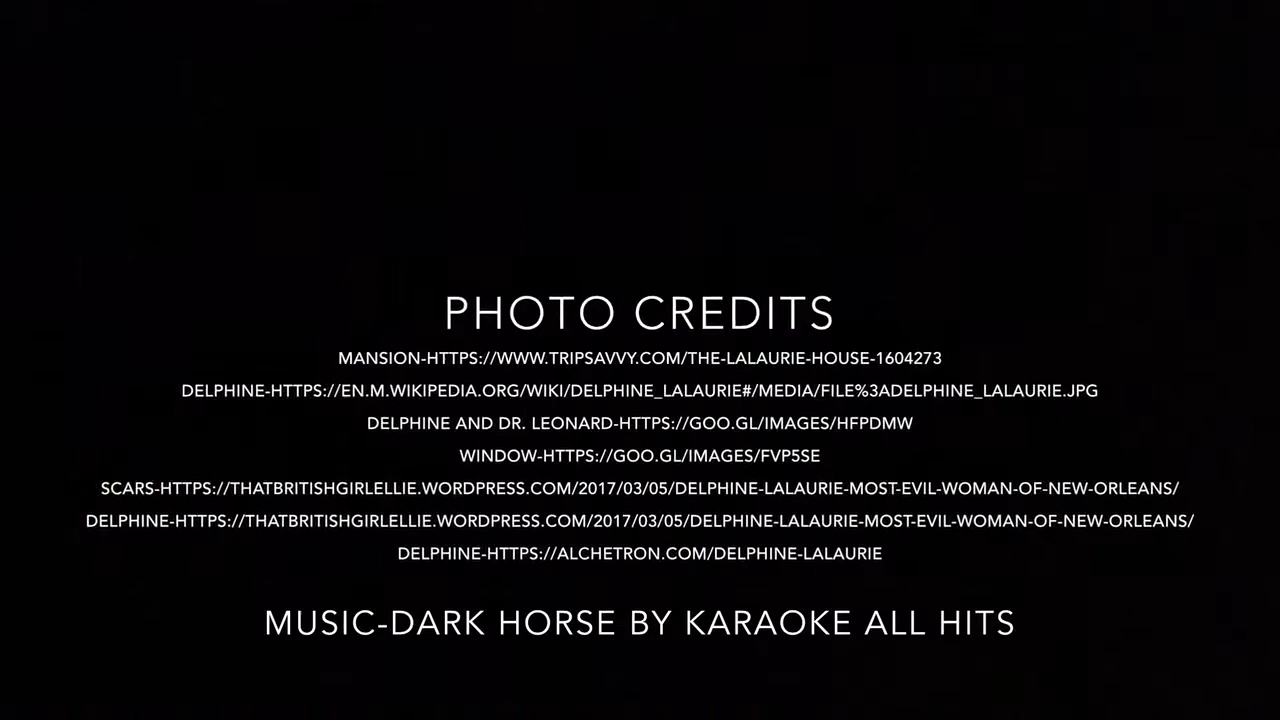 PHOTO CREDITS
MANSION-HTTPS://WWW.TRIPSAVVY.COM/THE-LALAURIE-HOUSE-1604273
DELPHINE-HTTPS://EN.M.WIKIPEDIA.ORG/WIKI/DELPHINE_LALAURIE#/MEDIA/FILE%3ADELPHINE_LALAURIE.JPG
DELPHINE AND DR. LEONARD-HTTPS://GOO.GL/IMAGES/HFPDMW
WINDOW-HTTPS://GOO.GL/IMAGES/FVP5SE
SCARS-HTTPS://THATBRITISHGIRLELLIE.WORDPRESS.COM/2017/03/05/DELPHINE-LALAURIE-MOST-EVIL-WOMAN-OF-NEW-ORLEANS/
DELPHINE-HTTPS://THATBRITISHGIRLELLIE.WORDPRESS.COM/2017/03/05/DELPHINE-LALAURIE-MOST-EVIL-WOMAN-OF-NEW-ORLEANS/
DELPHINE-HTTPS://ALCHETRON.COM/DELPHINE-LALAURIE
MUSIC-DARK HORSE BY KARAOKE ALL HITS